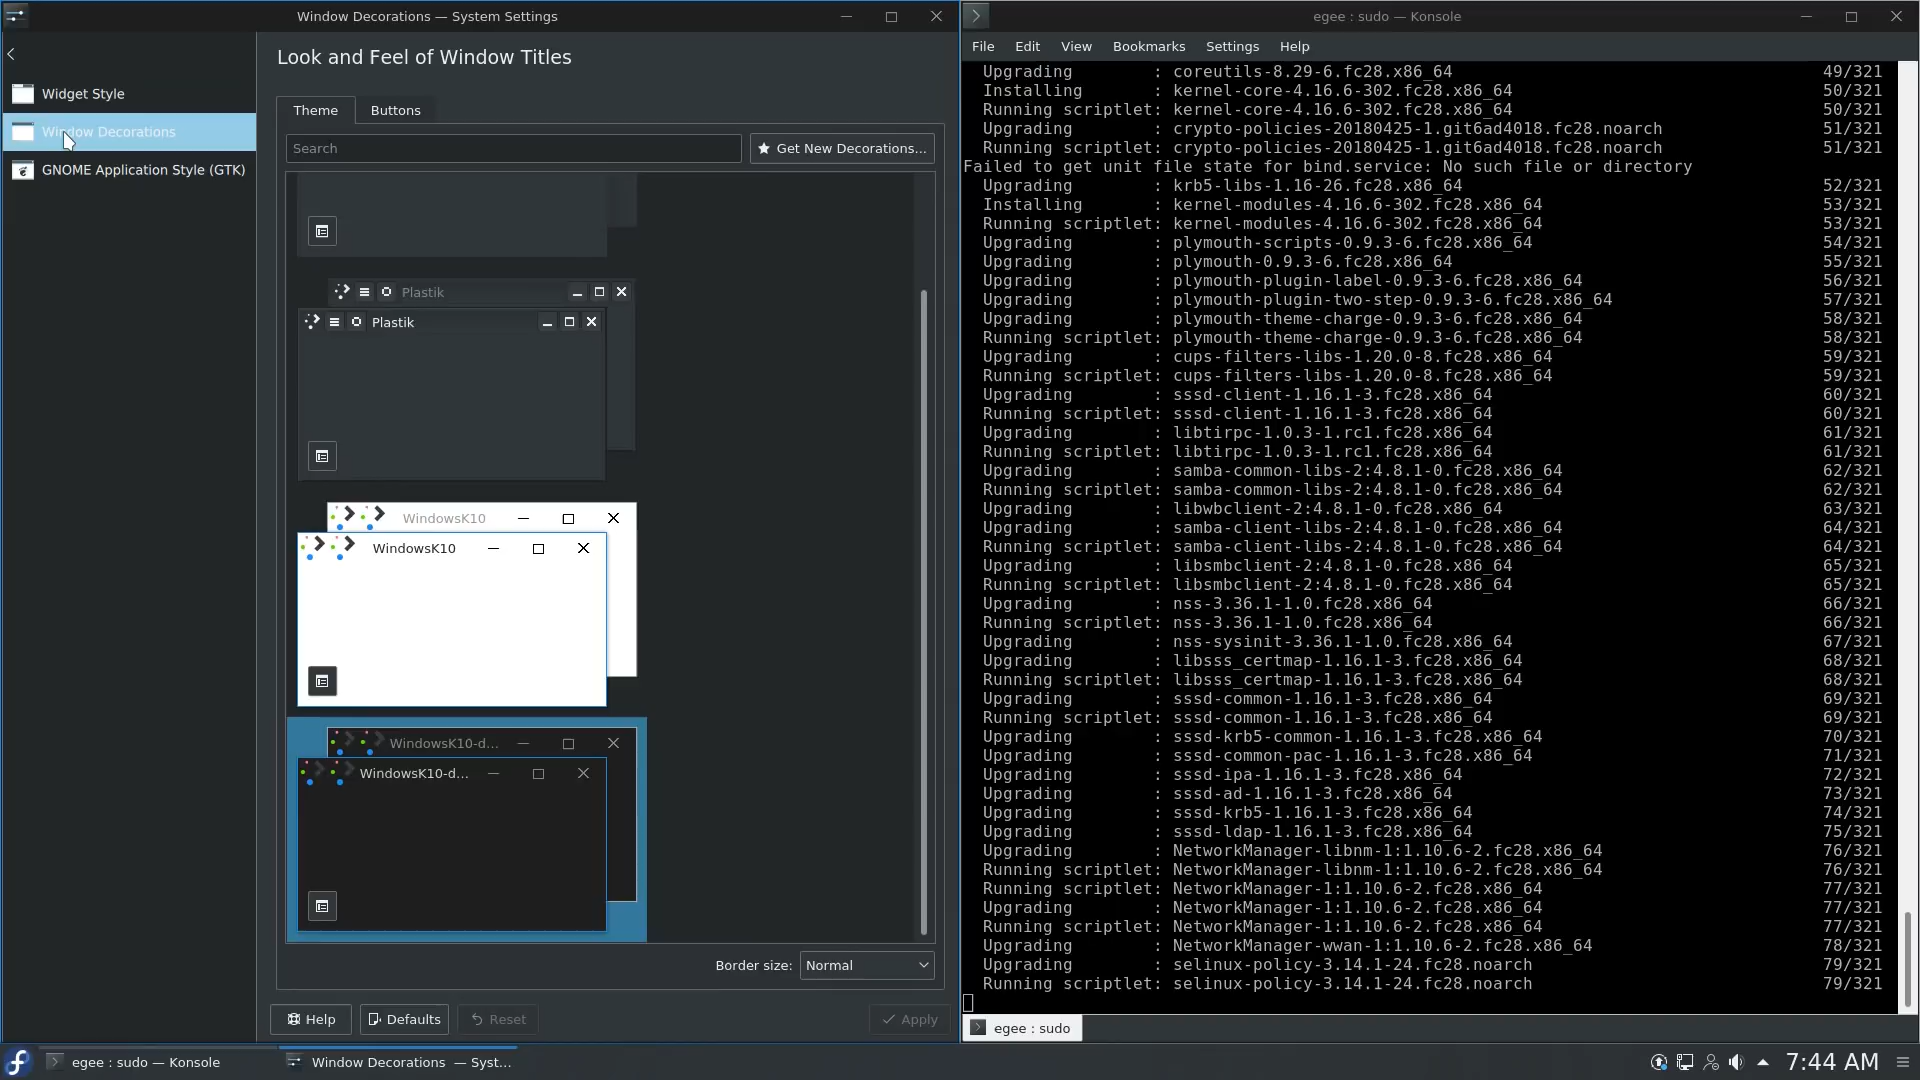 Window Decorations — System Settings
Widget Style
Window Decorations
GNOME Application Style (GTK)
Look and Feel of Window Titles
Theme
Buttons
Search
Get New Decorations...
Plastik
Plastik
WindowsK10
WindowsK10
WindowsK10-d...
WindowsK10-d...
Border size:
Normal
Help
Defaults
Reset
Apply
egee : sudo — Konsole
File Edit View Bookmarks Settings Help
Upgrading : coreutils-8.29-6.fc28.x86_64 49/321
Installing : kernel-core-4.16.6-302.fc28.x86_64 50/321
Running scriptlet: kernel-core-4.16.6-302.fc28.x86_64 50/321
Upgrading : crypto-policies-20180425-1.git6ad4018.fc28.noarch 51/321
Running scriptlet: crypto-policies-20180425-1.git6ad4018.fc28.noarch 51/321
Failed to get unit file state for bind.service: No such file or directory
Upgrading : krb5-libs-1.16-26.fc28.x86_64 52/321
Installing : kernel-modules-4.16.6-302.fc28.x86_64 53/321
Running scriptlet: kernel-modules-4.16.6-302.fc28.x86_64 53/321
Upgrading : plymouth-scripts-0.9.3-6.fc28.x86_64 54/321
Upgrading : plymouth-0.9.3-6.fc28.x86_64 55/321
Upgrading : plymouth-plugin-label-0.9.3-6.fc28.x86_64 56/321
Upgrading : plymouth-plugin-two-step-0.9.3-6.fc28.x86_64 57/321
Upgrading : plymouth-theme-charge-0.9.3-6.fc28.x86_64 58/321
Running scriptlet: plymouth-theme-charge-0.9.3-6.fc28.x86_64 58/321
Upgrading : cups-filters-libs-1.20.0-8.fc28.x86_64 59/321
Running scriptlet: cups-filters-libs-1.20.0-8.fc28.x86_64 59/321
Upgrading : sssd-client-1.16.1-3.fc28.x86_64 60/321
Running scriptlet: sssd-client-1.16.1-3.fc28.x86_64 60/321
Upgrading : libtirpc-1.0.3-1.rc1.fc28.x86_64 61/321
Running scriptlet: libtirpc-1.0.3-1.rc1.fc28.x86_64 61/321
Upgrading : samba-common-libs-2:4.8.1-0.fc28.x86_64 62/321
Running scriptlet: samba-common-libs-2:4.8.1-0.fc28.x86_64 62/321
Upgrading : libwbclient-2:4.8.1-0.fc28.x86_64 63/321
Upgrading : samba-client-libs-2:4.8.1-0.fc28.x86_64 64/321
Running scriptlet: samba-client-libs-2:4.8.1-0.fc28.x86_64 64/321
Upgrading : libsmbclient-2:4.8.1-0.fc28.x86_64 65/321
Running scriptlet: libsmbclient-2:4.8.1-0.fc28.x86_64 65/321
Upgrading : nss-3.36.1-1.0.fc28.x86_64 66/321
Running scriptlet: nss-3.36.1-1.0.fc28.x86_64 66/321
Upgrading : nss-sysinit-3.36.1-1.0.fc28.x86_64 67/321
Upgrading : libsss_certmap-1.16.1-3.fc28.x86_64 68/321
Running scriptlet: libsss_certmap-1.16.1-3.fc28.x86_64 68/321
Upgrading : sssd-common-1.16.1-3.fc28.x86_64 69/321
Running scriptlet: sssd-common-1.16.1-3.fc28.x86_64 69/321
Upgrading : sssd-krb5-common-1.16.1-3.fc28.x86_64 70/321
Upgrading : sssd-common-pac-1.16.1-3.fc28.x86_64 71/321
Upgrading : sssd-ipa-1.16.1-3.fc28.x86_64 72/321
Upgrading : sssd-ad-1.16.1-3.fc28.x86_64 73/321
Upgrading : sssd-krb5-1.16.1-3.fc28.x86_64 74/321
Upgrading : sssd-ldap-1.16.1-3.fc28.x86_64 75/321
Upgrading : NetworkManager-libnm-1:1.10.6-2.fc28.x86_64 76/321
Running scriptlet: NetworkManager-libnm-1:1.10.6-2.fc28.x86_64 76/321
Running scriptlet: NetworkManager-1:1.10.6-2.fc28.x86_64 77/321
Upgrading : NetworkManager-1:1.10.6-2.fc28.x86_64 77/321
Running scriptlet: NetworkManager-1:1.10.6-2.fc28.x86_64 77/321
Upgrading : NetworkManager-wwan-1:1.10.6-2.fc28.x86_64 78/321
Upgrading : selinux-policy-3.14.1-24.fc28.noarch 79/321
Running scriptlet: selinux-policy-3.14.1-24.fc28.noarch 79/321
egee : sudo
egee : sudo — Konsole
Window Decorations — Syst...
7:44 AM